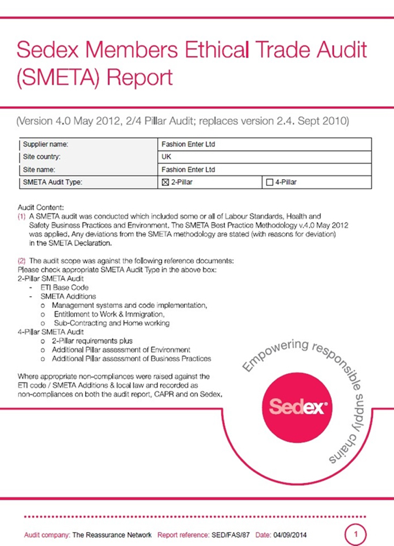 Sedex Members Ethical Trade Audit
(SMETA) Report
(Version 4.0 May 2012, 2/4 Pillar Audit; replaces version 2.4. Sept 2010)
Supplier name: Fashion Enter Ltd
Site country: UK
Site name: Fashion Enter Ltd
SMETA Audit Type: ☒ 2-Pillar ☐ 4-Pillar
Audit Content:
(1) A SMETA audit was conducted which included some or all of Labour Standards, Health and
Safety Business Practices and Environment. The SMETA Best Practice Methodology v.4,0 May 2012
was applied, Any deviations from the SMETA methodology are stated (with reasons for deviation)
in the SMETA Declaration.
(2) The audit scope was against the following reference documents:
Please check appropriate SMETA Audit Type in the above box:
2-Pillar SMETA Audit
- ETI Base Code
- SMETA Additions
o Management systems and code implementation,
o Entitlement to Work & Immigration,
o Sub-Contracting and Home working
4-Pillar SMETA Audit
o 2-Pillar requirements plus
o Additional Pillar assessment of Environment
o Additional Pillar assessment of Business Practices
Where appropriate non-compliances were raised against the
ETI code / SMETA Additions & local law and recorded as
non-compliances on both the audit report, CAPR and on Sedex,
Empowering responsible supply chains
Sedex
Audit company: The Reassurance Network Report reference: SED/FAS/87 Date: 04/09/2014
1